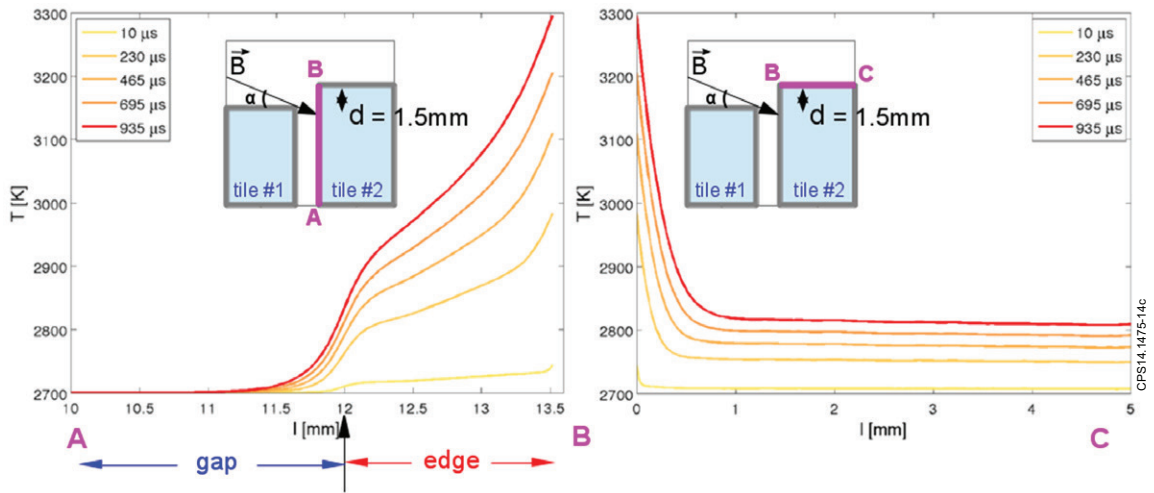 3300
3200
3100
3000
2900
2800
2700
T [K]
10 µs
230 µs
465 µs
695 µs
935 µs
B
α (
B
d = 1.5mm
tile #1
tile #2
A
10
10.5
11
11.5
12
12.5
13
13.5
l [mm]
A
B
gap
edge
3300
3200
3100
3000
2900
2800
2700
T [K]
B
α (
B
C
d = 1.5mm
tile #1
tile #2
10 µs
230 µs
465 µs
695 µs
935 µs
0
1
2
3
4
5
l [mm]
C
CPS14.1475-14c